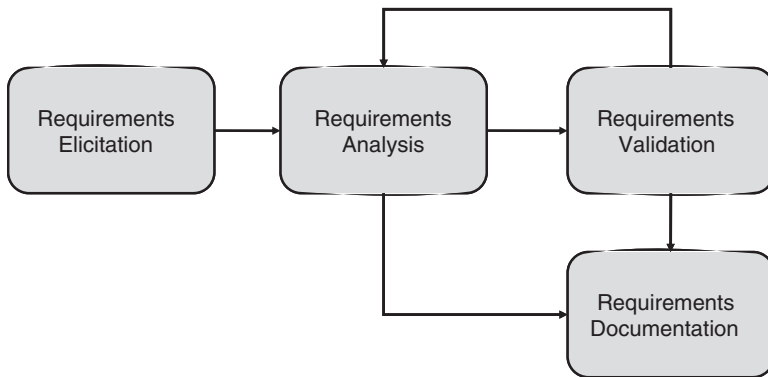 Requirements
Elicitation
Requirements
Analysis
Requirements
Validation
Requirements
Documentation